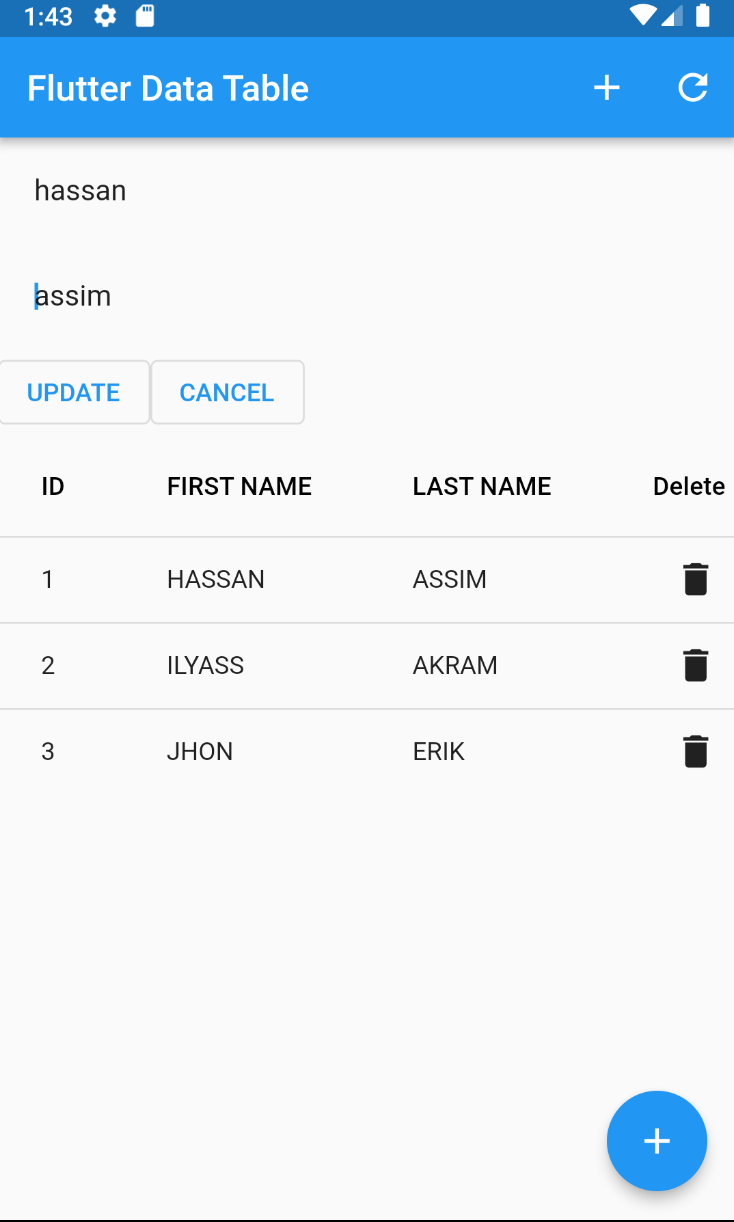 1:43
Flutter Data Table
hassan
assim
UPDATE CANCEL
ID FIRST NAME LAST NAME Delete
1 HASSAN ASSIM
2 ILYASS AKRAM
3 JHON ERIK